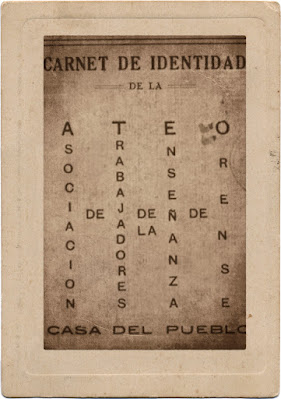 CARNET DE IDENTIDAD
DE LA
ASOCIACION
DE
TRABAJADORES
DE LA
ENSEÑANZA
DE
ORENSE
CASA DEL PUEBLO